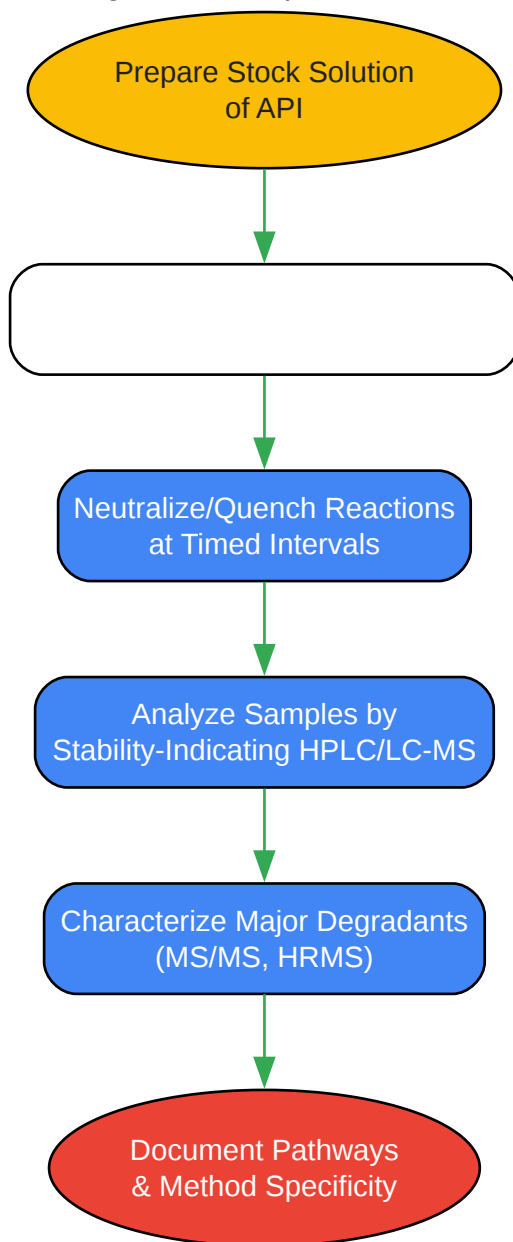 Prepare Stock Solution
of API
Neutralize/Quench Reactions
at Timed Intervals
Analyze Samples by
Stability-Indicating HPLC/LC-MS
Characterize Major Degradants
(MS/MS, HRMS)
Document Pathways
& Method Specificity